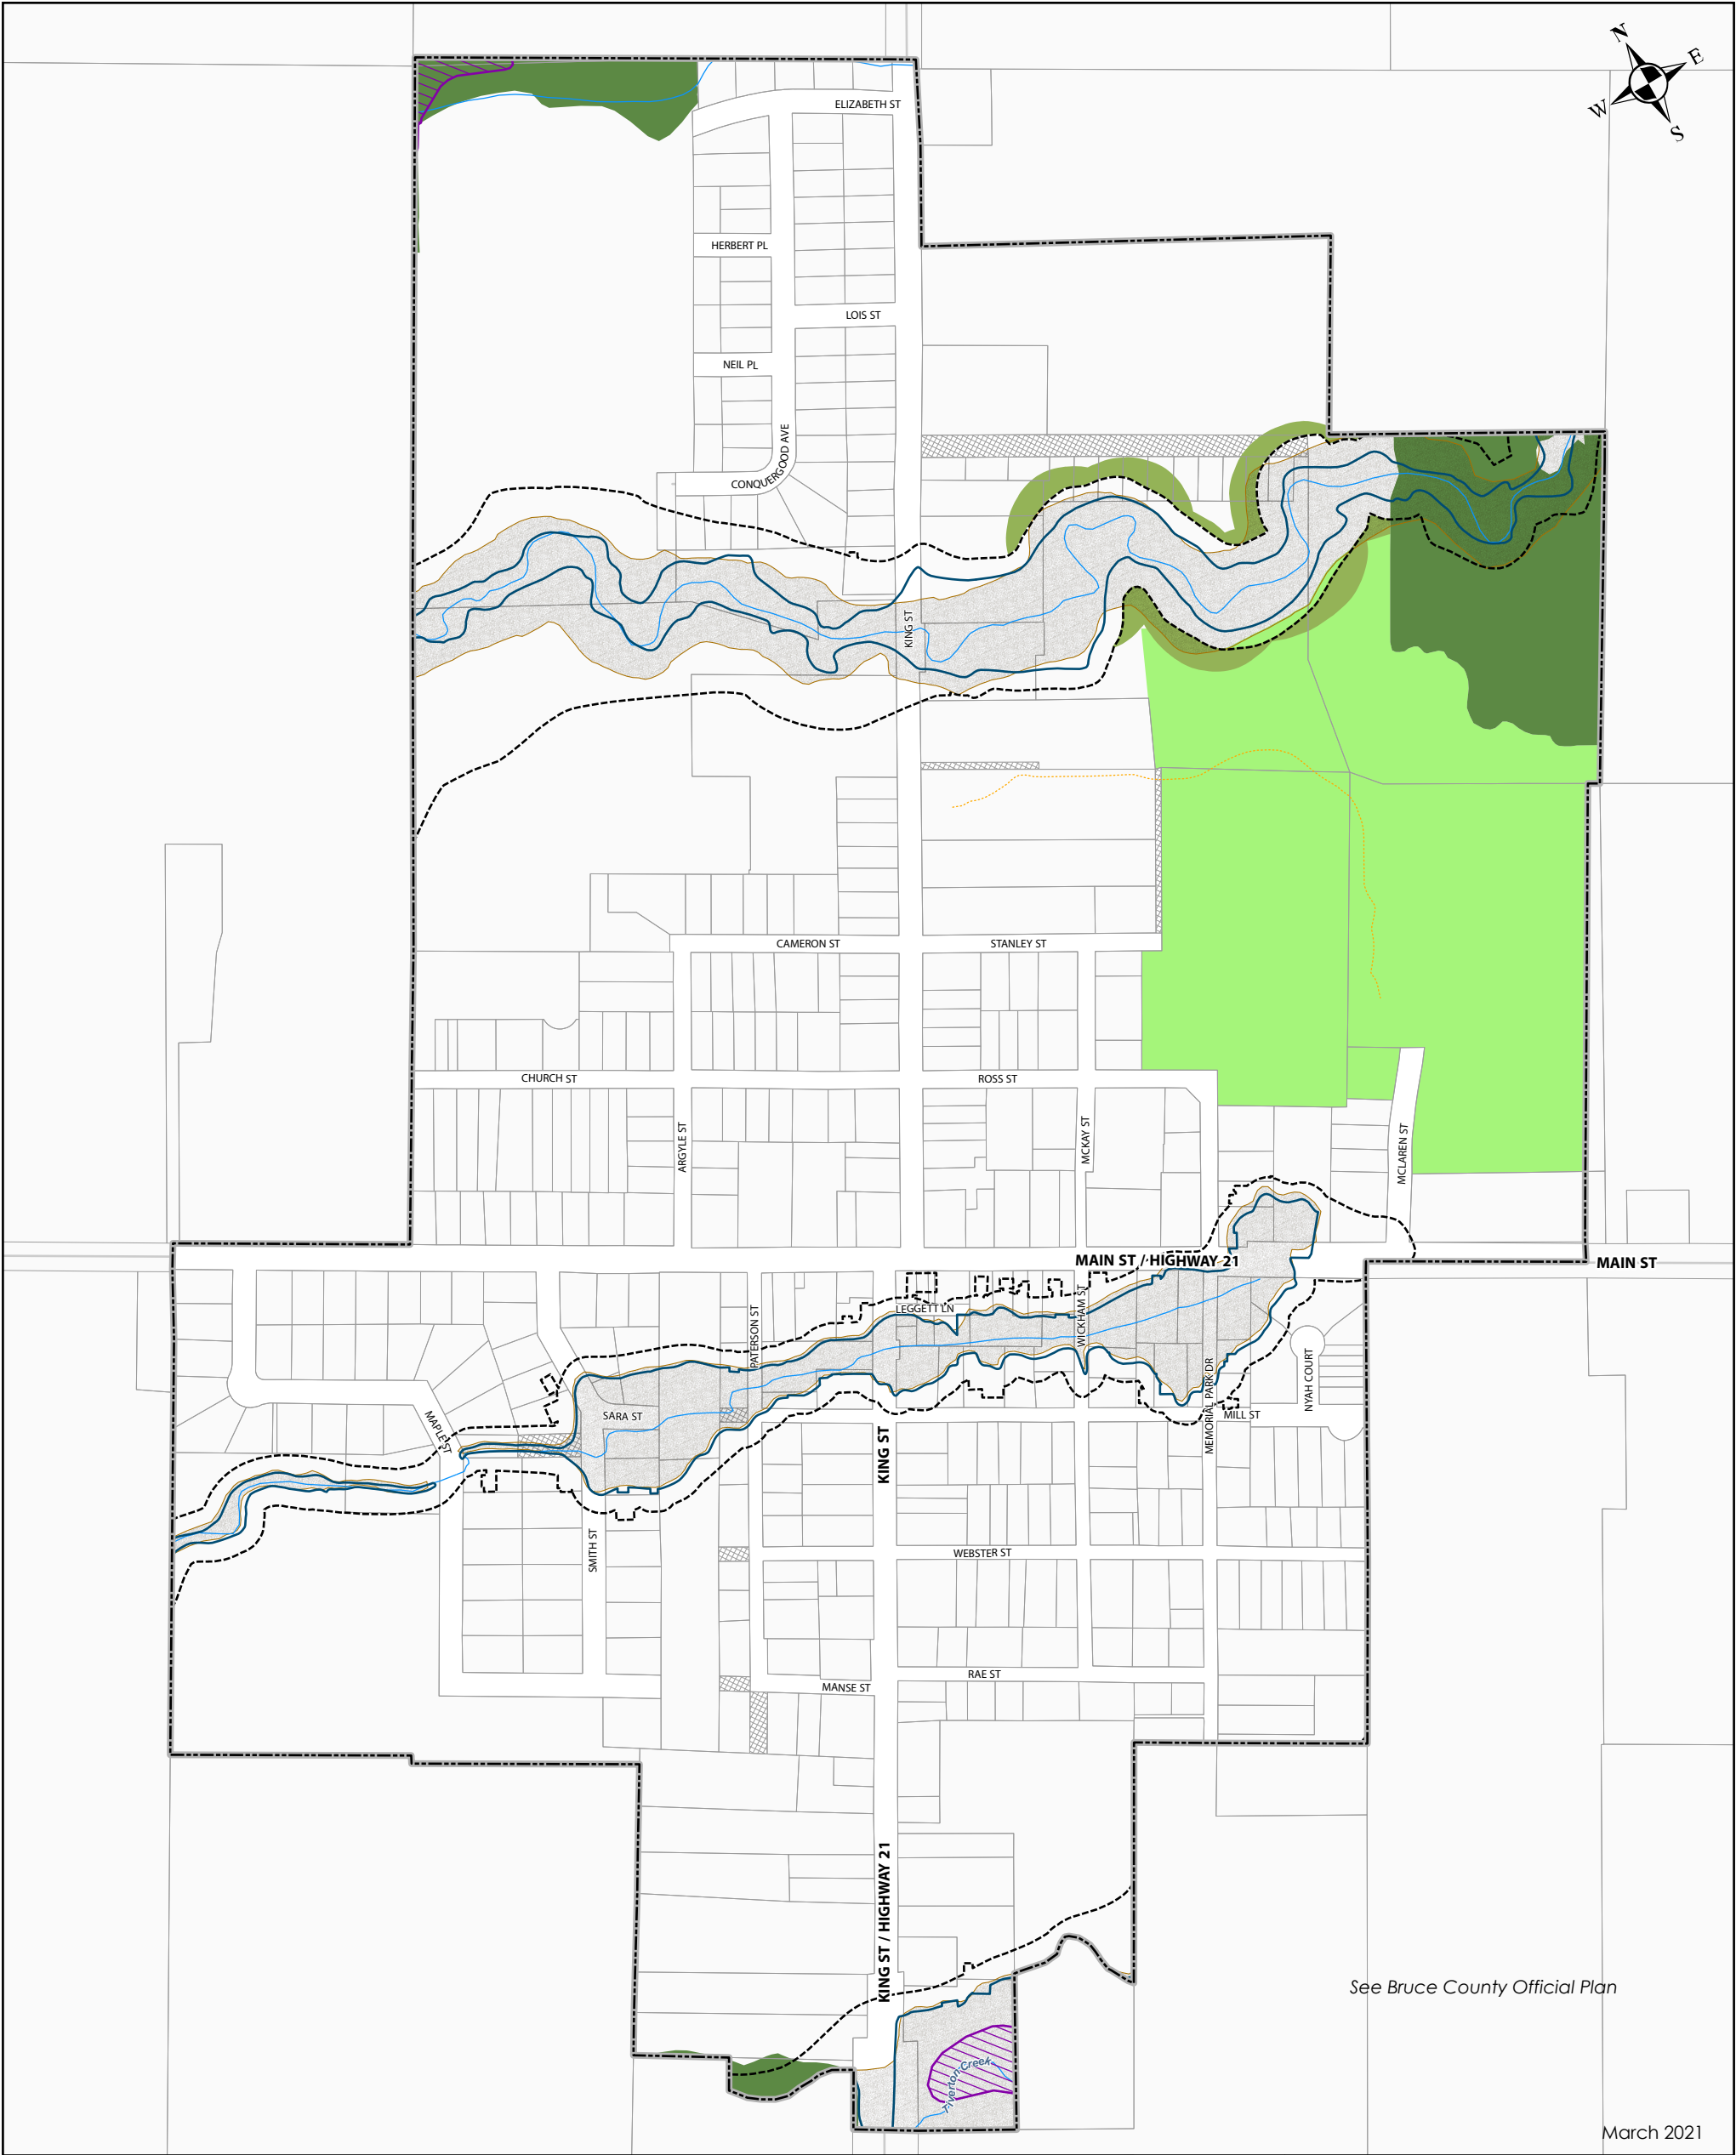 N
E
W
S
ELIZABETH ST
HERBERT PL
LOIS ST
NEIL PL
CONQUERGOOD AVE
KING ST
CAMERON ST
STANLEY ST
CHURCH ST
ROSS ST
ARGYLE ST
MCKAY ST
MCLAREN ST
MAIN ST / HIGHWAY 21
MAIN ST
LEGGETT LN
WICKHAM ST
PATERSON ST
MEMORIAL PARK DR
NYAH COURT
SARA ST
MAPLE ST
MILL ST
KING ST
SMITH ST
WEBSTER ST
RAE ST
MANSE ST
KING ST / HIGHWAY 21
See Bruce County Official Plan
Tiverton Creek
March 2021